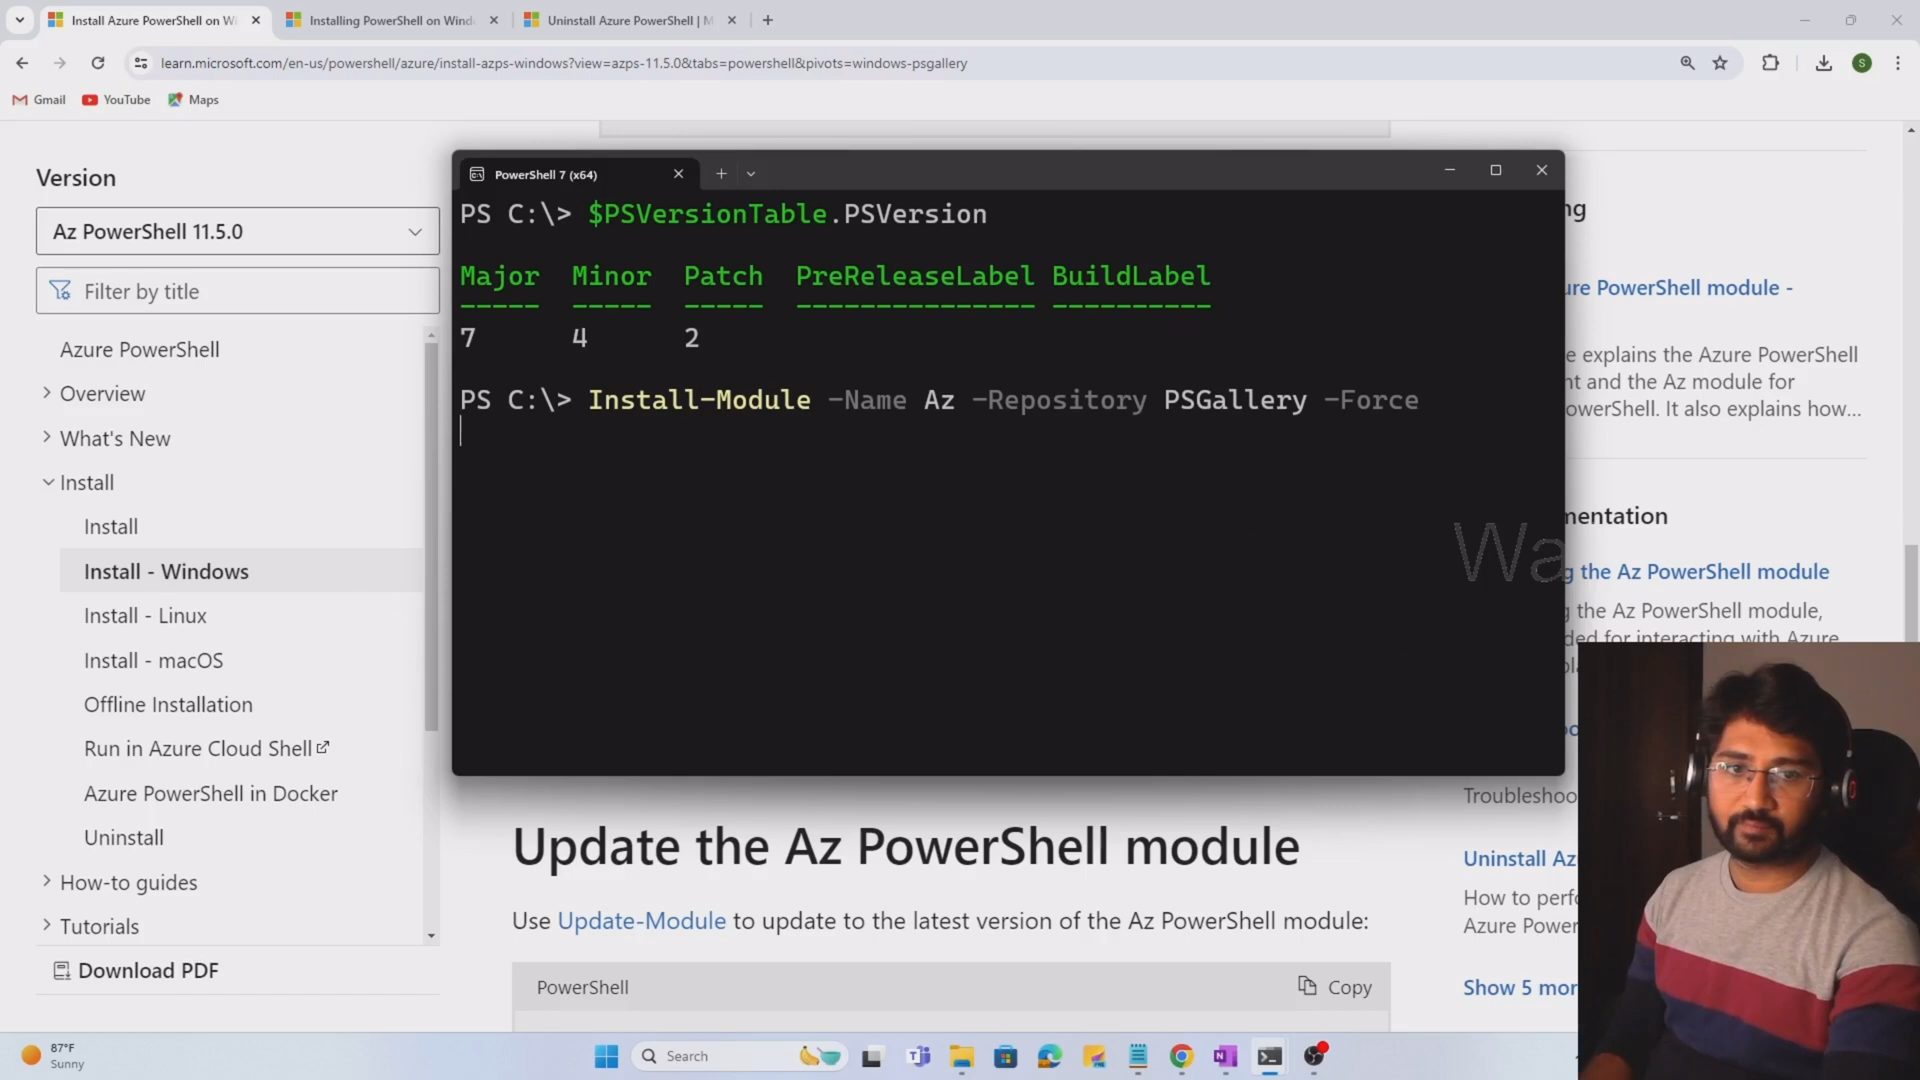 Install Azure PowerShell on Wi
Installing PowerShell on Wind
Uninstall Azure PowerShell | M
learn.microsoft.com/en-us/powershell/azure/install-azps-windows?view=azps-11.5.0&tabs=powershell&pivots=windows-psgallery
S
Gmail
YouTube
Maps
Version
Az PowerShell 11.5.0
Filter by title
Azure PowerShell
Overview
What's New
Install
Install
Install - Windows
Install - Linux
Install - macOS
Offline Installation
Run in Azure Cloud Shell
Azure PowerShell in Docker
Uninstall
How-to guides
Tutorials
Download PDF
PowerShell 7 (x64)
PS C:\> $PSVersionTable.PSVersion
Major Minor Patch PreReleaseLabel BuildLabel
----- ----- ----- --------------- ----------
7 4 2
PS C:\> Install-Module -Name Az -Repository PSGallery -Force
Wa
Update the Az PowerShell module
Use Update-Module to update to the latest version of the Az PowerShell module:
PowerShell
Copy
ng
ure PowerShell module -
e explains the Azure PowerShell
nt and the Az module for
owerShell. It also explains how...
mentation
g the Az PowerShell module
g the Az PowerShell module,
ded for interacting with Azure
Troubleshoo
Uninstall Az
How to perfo
Azure Power
Show 5 mor
87°F
Sunny
Search